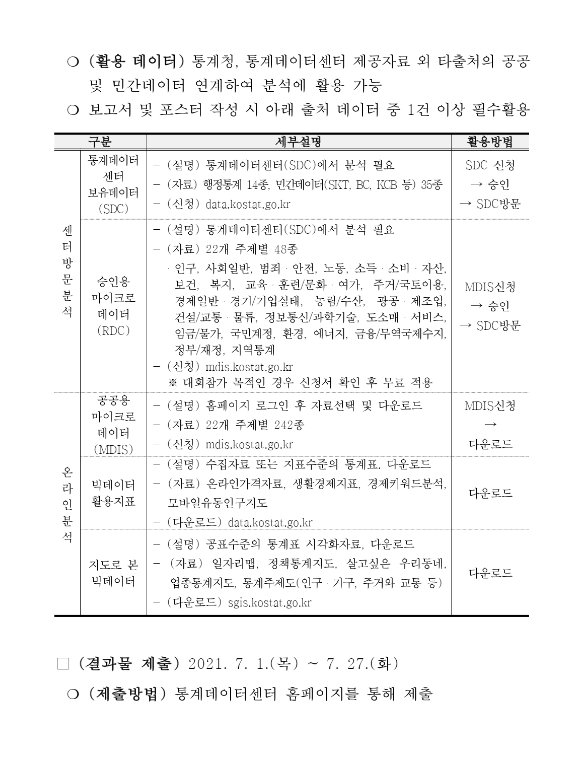 ❍ (활용 데이터) 통계청, 통계데이터센터 제공자료 외 타출처의 공공
및 민간데이터 연계하여 분석에 활용 가능
❍ 보고서 및 포스터 작성 시 아래 출처 데이터 중 1건 이상 필수활용
구분 세부설명 활용방법
센터방문분석
통계데이터
센터
보유데이터
(SDC)
- (설명) 통계데이터센터(SDC)에서 분석 필요
- (자료) 행정통계 14종, 민간데이터(SKT, BC, KCB 등) 35종
- (신청) data.kostat.go.kr
SDC 신청
→ 승인
→ SDC방문
승인용
마이크로
데이터
(RDC)
- (설명) 통계데이터센터(SDC)에서 분석 필요
- (자료) 22개 주제별 48종
· 인구, 사회일반, 범죄·안전, 노동, 소득·소비·자산,
보건, 복지, 교육·훈련/문화·여가, 주거/국토이용,
경제일반·경기/기업실태, 농림/수산, 광공·제조업,
건설/교통·물류, 정보통신/과학기술, 도소매·서비스,
임금/물가, 국민계정, 환경, 에너지, 금융/무역국제수지,
정부/재정, 지역통계
- (신청) mdis.kostat.go.kr
※ 대회참가 목적인 경우 신청서 확인 후 무료 적용
MDIS신청
→ 승인
→ SDC방문
온라인분석
공공용
마이크로
데이터
(MDIS)
- (설명) 홈페이지 로그인 후 자료선택 및 다운로드
- (자료) 22개 주제별 242종
- (신청) mdis.kostat.go.kr
MDIS신청
→
다운로드
빅데이터
활용지표
- (설명) 수집자료 또는 지표수준의 통계표, 다운로드
- (자료) 온라인가격자료, 생활경제지표, 경제키워드분석,
모바일유동인구지도
- (다운로드) data.kostat.go.kr
다운로드
지도로 본
빅데이터
- (설명) 공표수준의 통계표 시각화자료, 다운로드
- (자료) 일자리맵, 정책통계지도, 살고싶은 우리동네,
업종통계지도, 통계주제도(인구·가구, 주거와 교통 등)
- (다운로드) sgis.kostat.go.kr
다운로드
□ (결과물 제출) 2021. 7. 1.(목) ~ 7. 27.(화)
❍ (제출방법) 통계데이터센터 홈페이지를 통해 제출